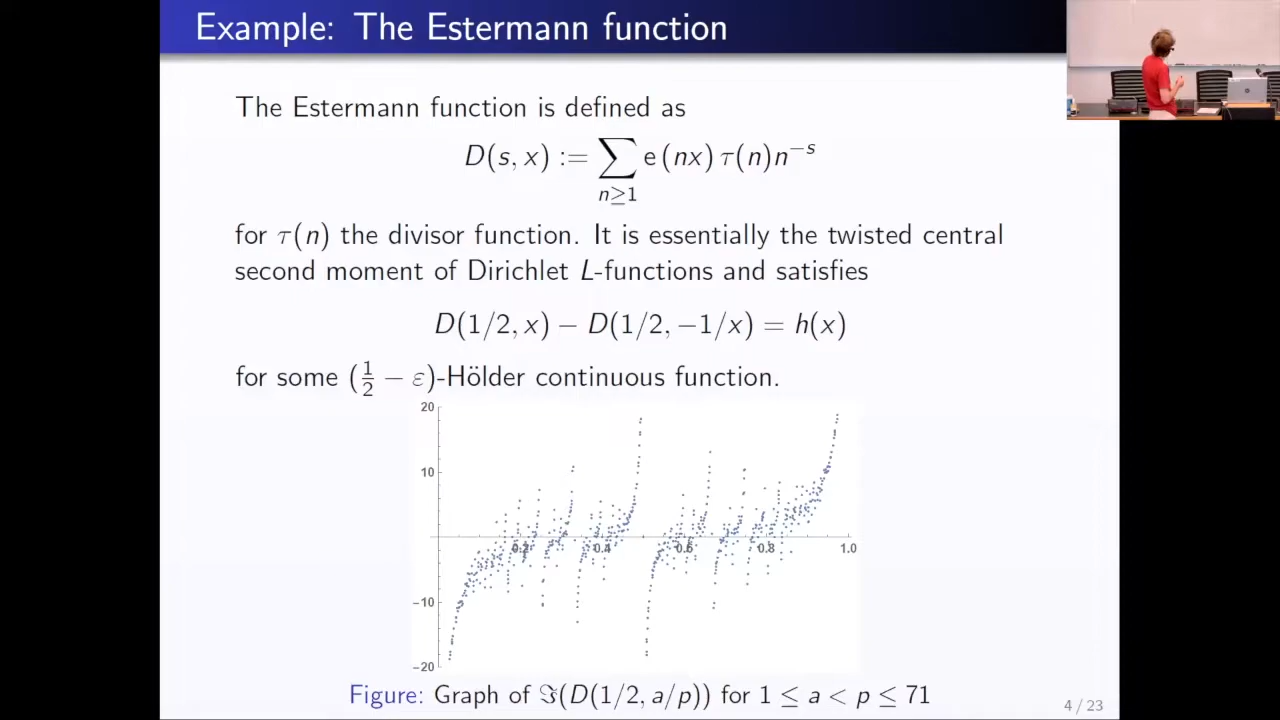 Example: The Estermann function
The Estermann function is defined as
D(s, x) := ∑ e(nx) τ(n)n^{−s}
n≥1
for τ(n) the divisor function. It is essentially the twisted central
second moment of Dirichlet L-functions and satisfies
D(1/2, x) − D(1/2, −1/x) = h(x)
for some (1/2 − ε)-Hölder continuous function.
20
10
0.2 0.4 0.6 0.8 1.0
−10
−20
Figure: Graph of ℑ(D(1/2, a/p)) for 1 ≤ a < p ≤ 71
4 / 23